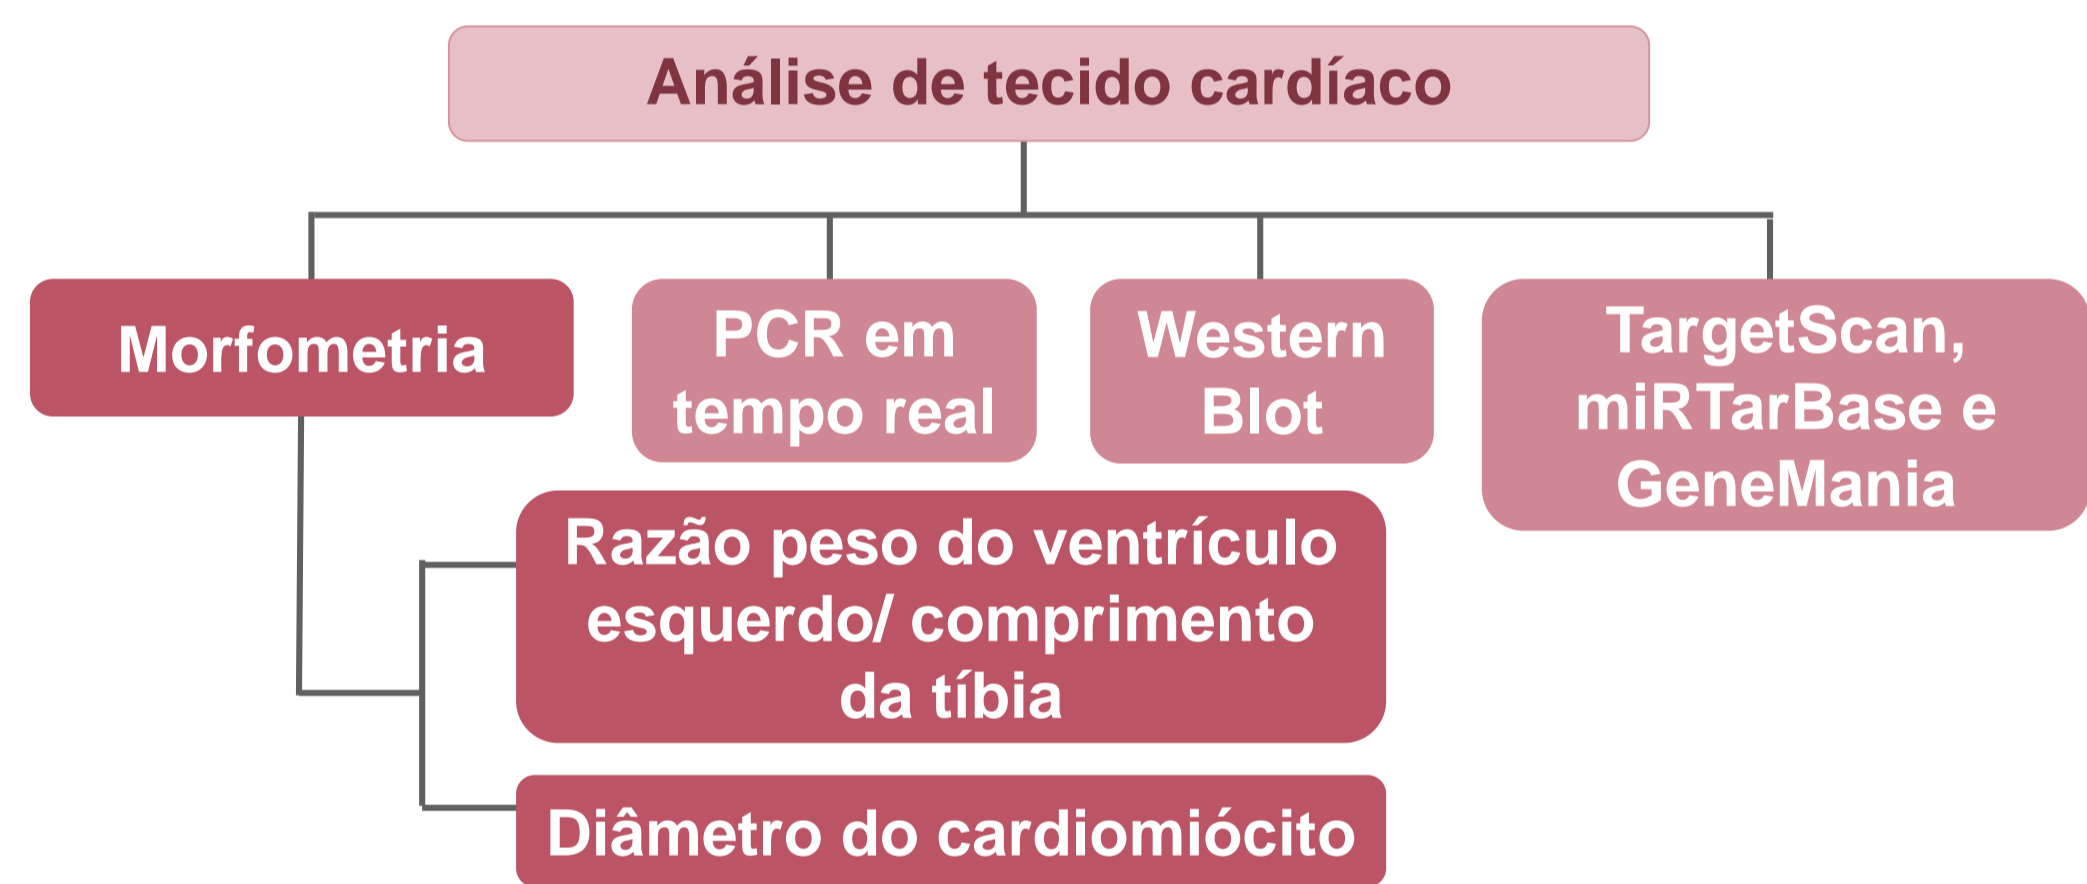 Análise de tecido cardíaco
Morfometria
PCR em
tempo real
Western
Blot
TargetScan,
miRTarBase e
GeneMania
Razão peso do ventrículo
esquerdo/ comprimento
da tíbia
Diâmetro do cardiomiócito